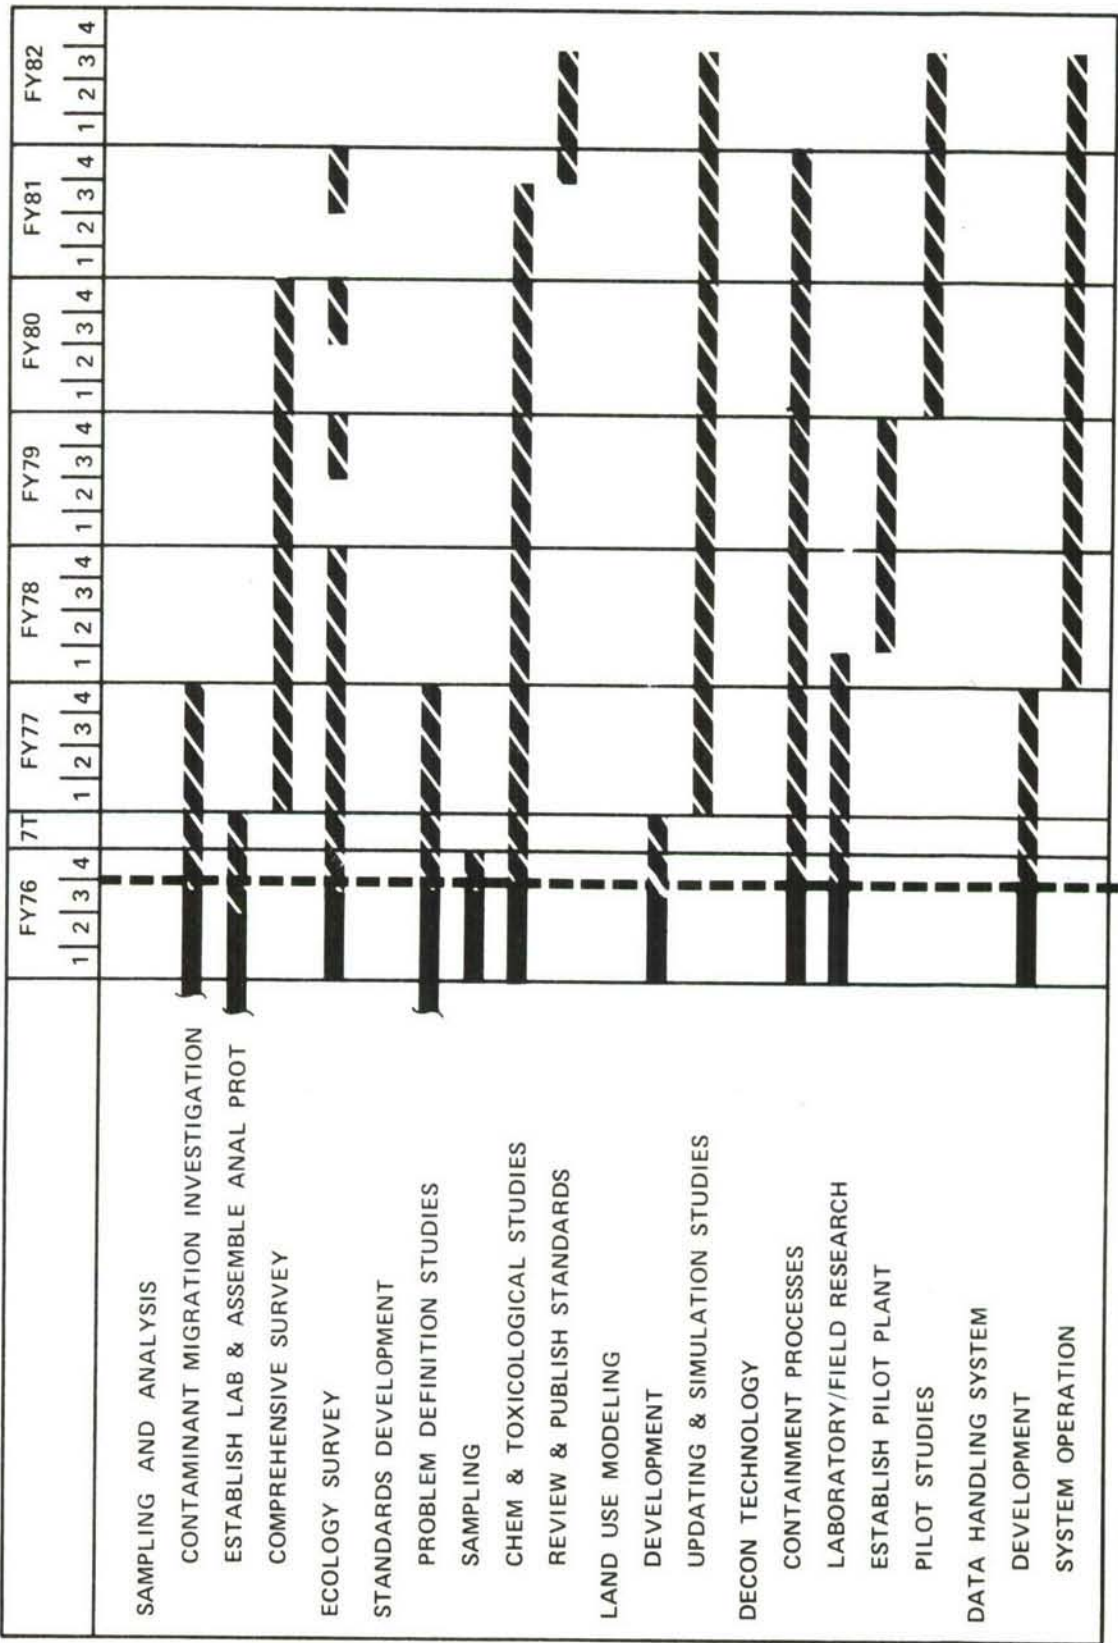 FY76 7T FY77 FY78 FY79 FY80 FY81 FY82
1 2 3 4 1 2 3 4 1 2 3 4 1 2 3 4 1 2 3 4 1 2 3 4 1 2 3 4
SAMPLING AND ANALYSIS
CONTAMINANT MIGRATION INVESTIGATION
ESTABLISH LAB & ASSEMBLE ANAL PROT
COMPREHENSIVE SURVEY
ECOLOGY SURVEY
STANDARDS DEVELOPMENT
PROBLEM DEFINITION STUDIES
SAMPLING
CHEM & TOXICOLOGICAL STUDIES
REVIEW & PUBLISH STANDARDS
LAND USE MODELING
DEVELOPMENT
UPDATING & SIMULATION STUDIES
DECON TECHNOLOGY
CONTAINMENT PROCESSES
LABORATORY/FIELD RESEARCH
ESTABLISH PILOT PLANT
PILOT STUDIES
DATA HANDLING SYSTEM
DEVELOPMENT
SYSTEM OPERATION